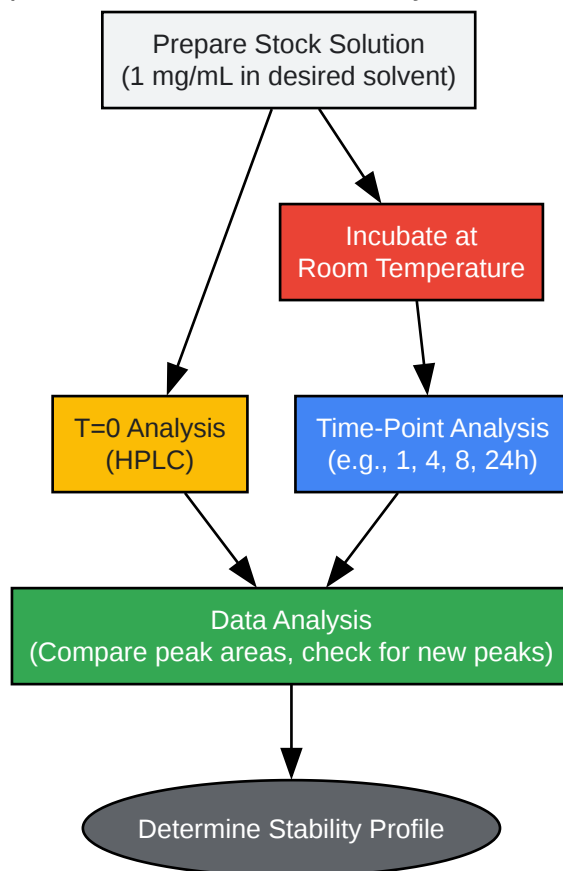 Prepare Stock Solution
(1 mg/mL in desired solvent)
Incubate at
Room Temperature
T=0 Analysis
(HPLC)
Time-Point Analysis
(e.g., 1, 4, 8, 24h)
Data Analysis
(Compare peak areas, check for new peaks)
Determine Stability Profile